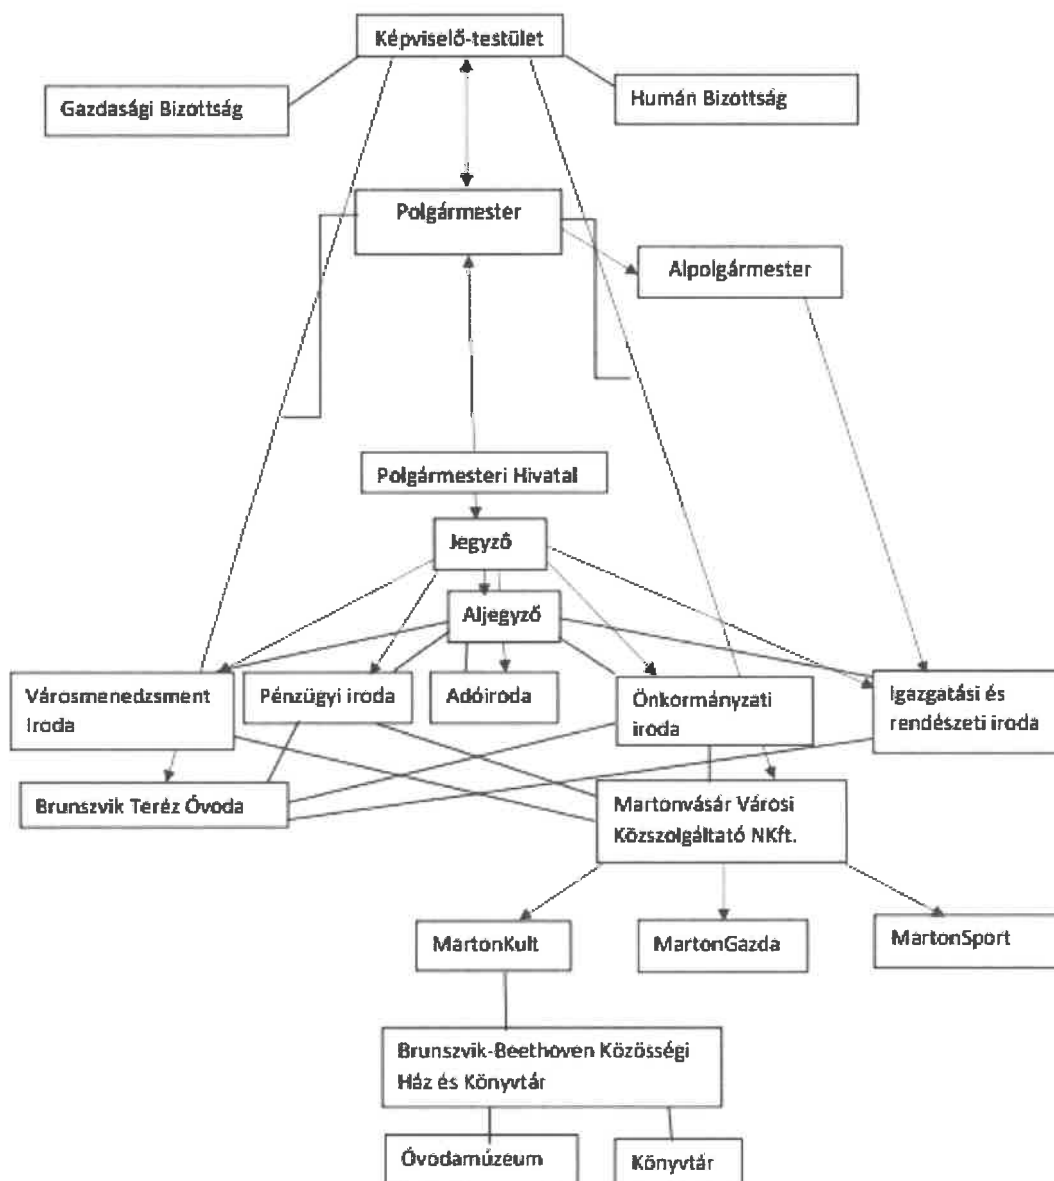 Képviselő-testület
Gazdasági Bizottság
Humán Bizottság
Polgármester
Alpolgármester
Polgármesteri Hivatal
Jegyző
Aljegyző
Városmenedzsment
Iroda
Pénzügyi iroda
Adóiroda
Önkormányzati
iroda
Igazgatási és
rendészeti iroda
Brunszvik Teréz Óvoda
Martonvásár Városi
Közszolgáltató NKft.
MartonKult
MartonGazda
MartonSport
Brunszvik-Beethoven Közösségi
Ház és Könyvtár
Óvodamúzeum
Könyvtár